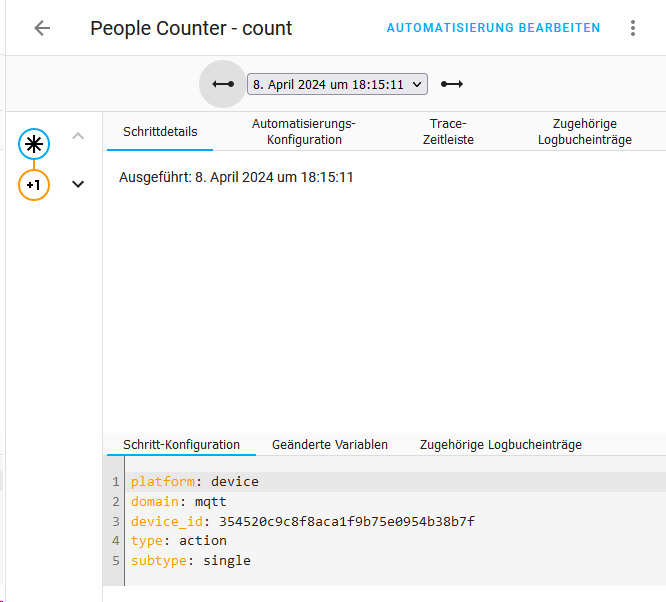 People Counter - count
AUTOMATISIERUNG BEARBEITEN
8. April 2024 um 18:15:11
Schrittdetails
Automatisierungs-
Konfiguration
Trace-
Zeitleiste
Zugehörige
Logbucheinträge
+1
Ausgeführt: 8. April 2024 um 18:15:11
Schritt-Konfiguration
Geänderte Variablen
Zugehörige Logbucheinträge
1 platform: device
2 domain: mqtt
3 device_id: 354520c9c8f8aca1f9b75e0954b38b7f
4 type: action
5 subtype: single